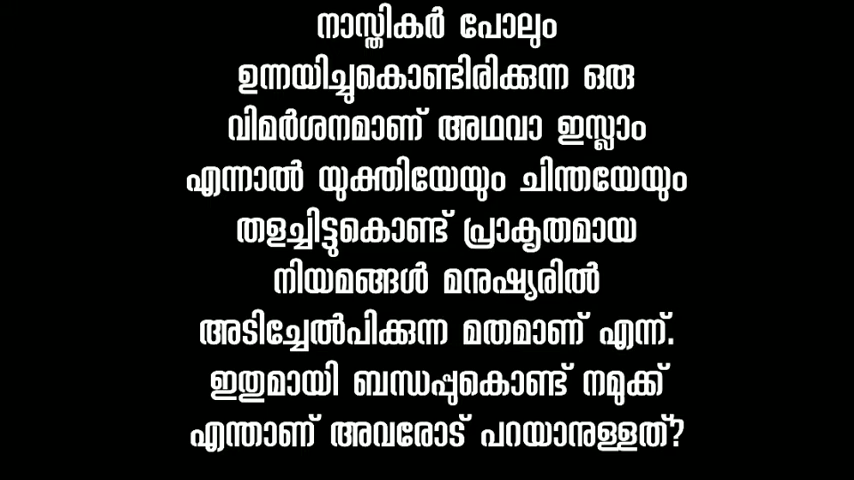 നാസ്തികർ പോലും
ഉന്നയിച്ചുകൊണ്ടിരിക്കുന്ന ഒരു
വിമർശനമാണ് അഥവാ ഇസ്ലാം
എന്നാൽ യുക്തിയേയും ചിന്തയേയും
തളച്ചിട്ടുകൊണ്ട് പ്രാകൃതമായ
നിയമങ്ങൾ മനുഷ്യരിൽ
അടിച്ചേൽപിക്കുന്ന മതമാണ് എന്ന്.
ഇതുമായി ബന്ധപ്പുകൊണ്ട് നമുക്ക്
എന്താണ് അവരോട് പറയാനുള്ളത്?